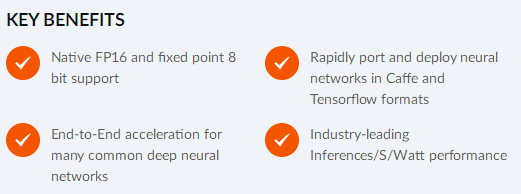 KEY BENEFITS
Native FP16 and fixed point 8
bit support
Rapidly port and deploy neural
networks in Caffe and
Tensorflow formats
End-to-End acceleration for
many common deep neural
networks
Industry-leading
Inferences/S/Watt performance